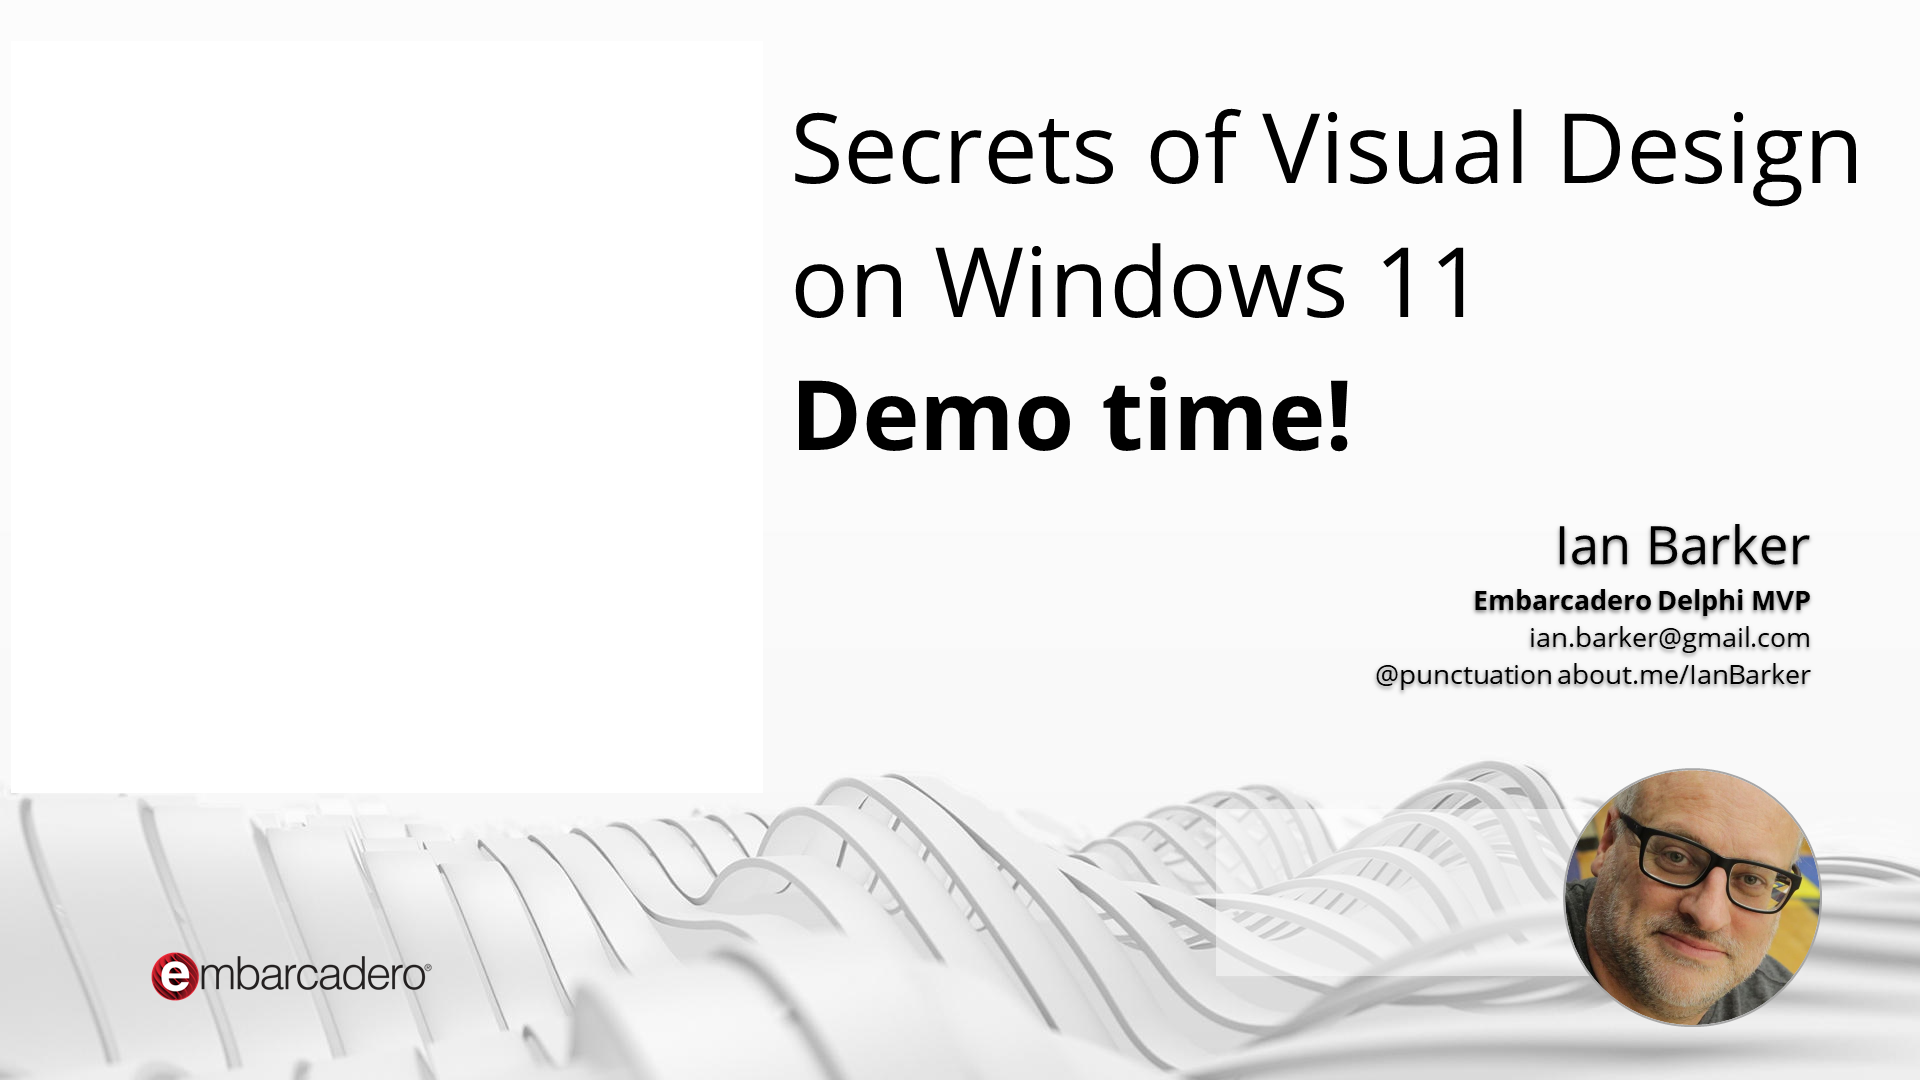 Secrets of Visual Design
on Windows 11
Demo time!
Ian Barker
Embarcadero Delphi MVP
ian.barker@gmail.com
@punctuation about.me/IanBarker
embarcadero®